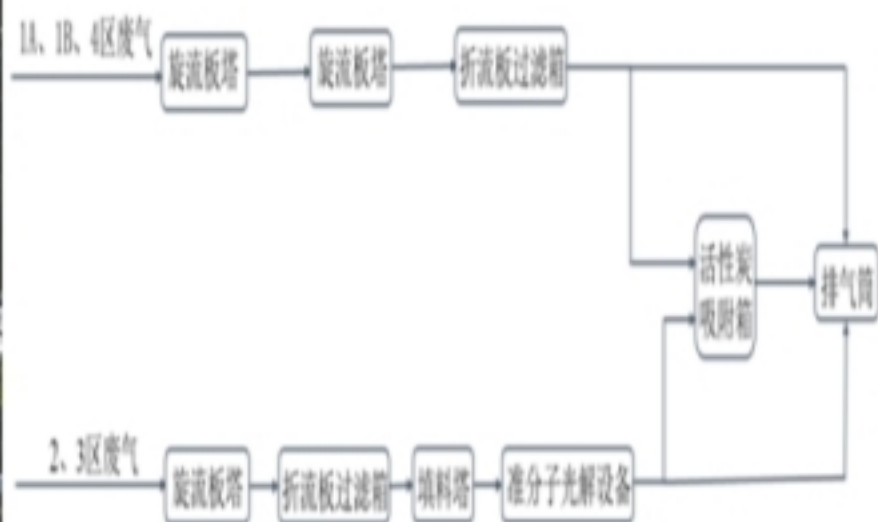 1A、1B、4区废气
旋流板塔
旋流板塔
折流板过滤箱
活性炭
吸附箱
排气筒
2、3区废气
旋流板塔
折流板过滤箱
填料塔
准分子光解设备